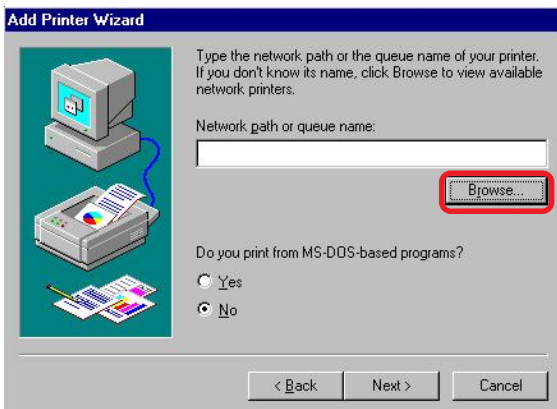 Add Printer Wizard
Type the network path or the queue name of your printer.
If you don't know its name, click Browse to view available
network printers.
Network path or queue name:
Browse...
Do you print from MS-DOS-based programs?
Yes
No
< Back
Next >
Cancel